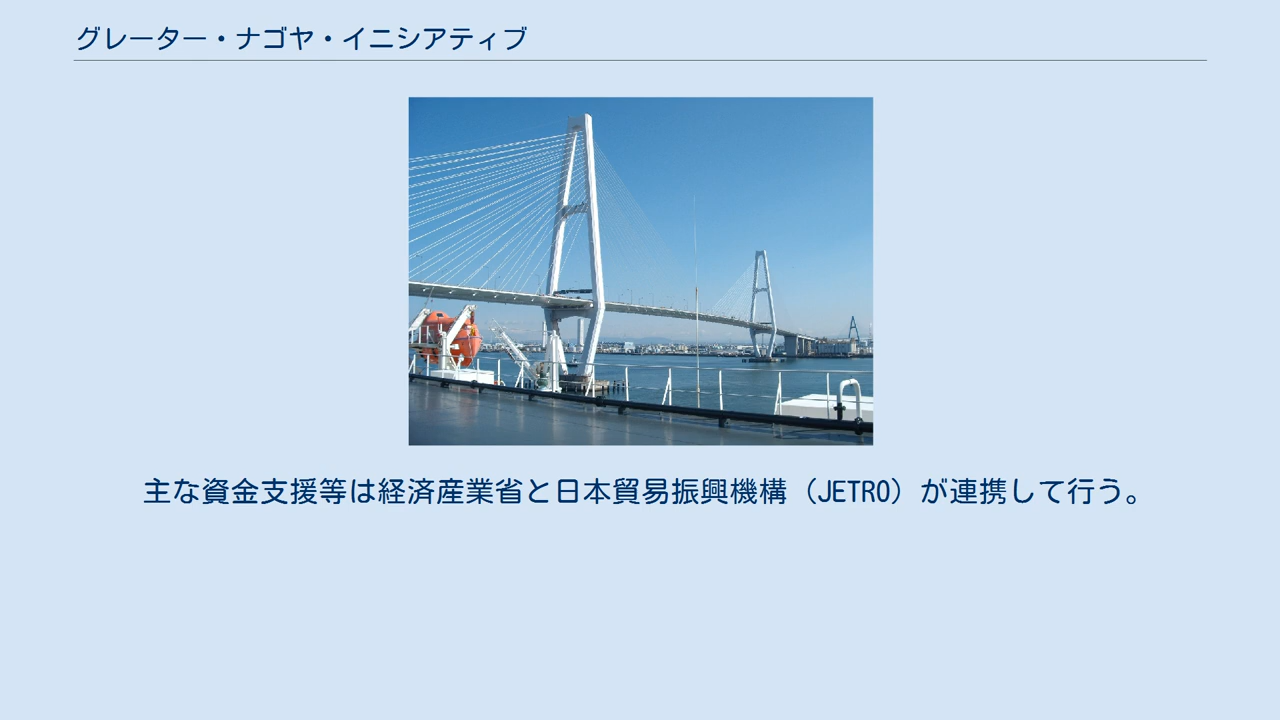 グレーター・ナゴヤ・イニシアティブ
主な資金支援等は経済産業省と日本貿易振興機構（JETRO）が連携して行う。